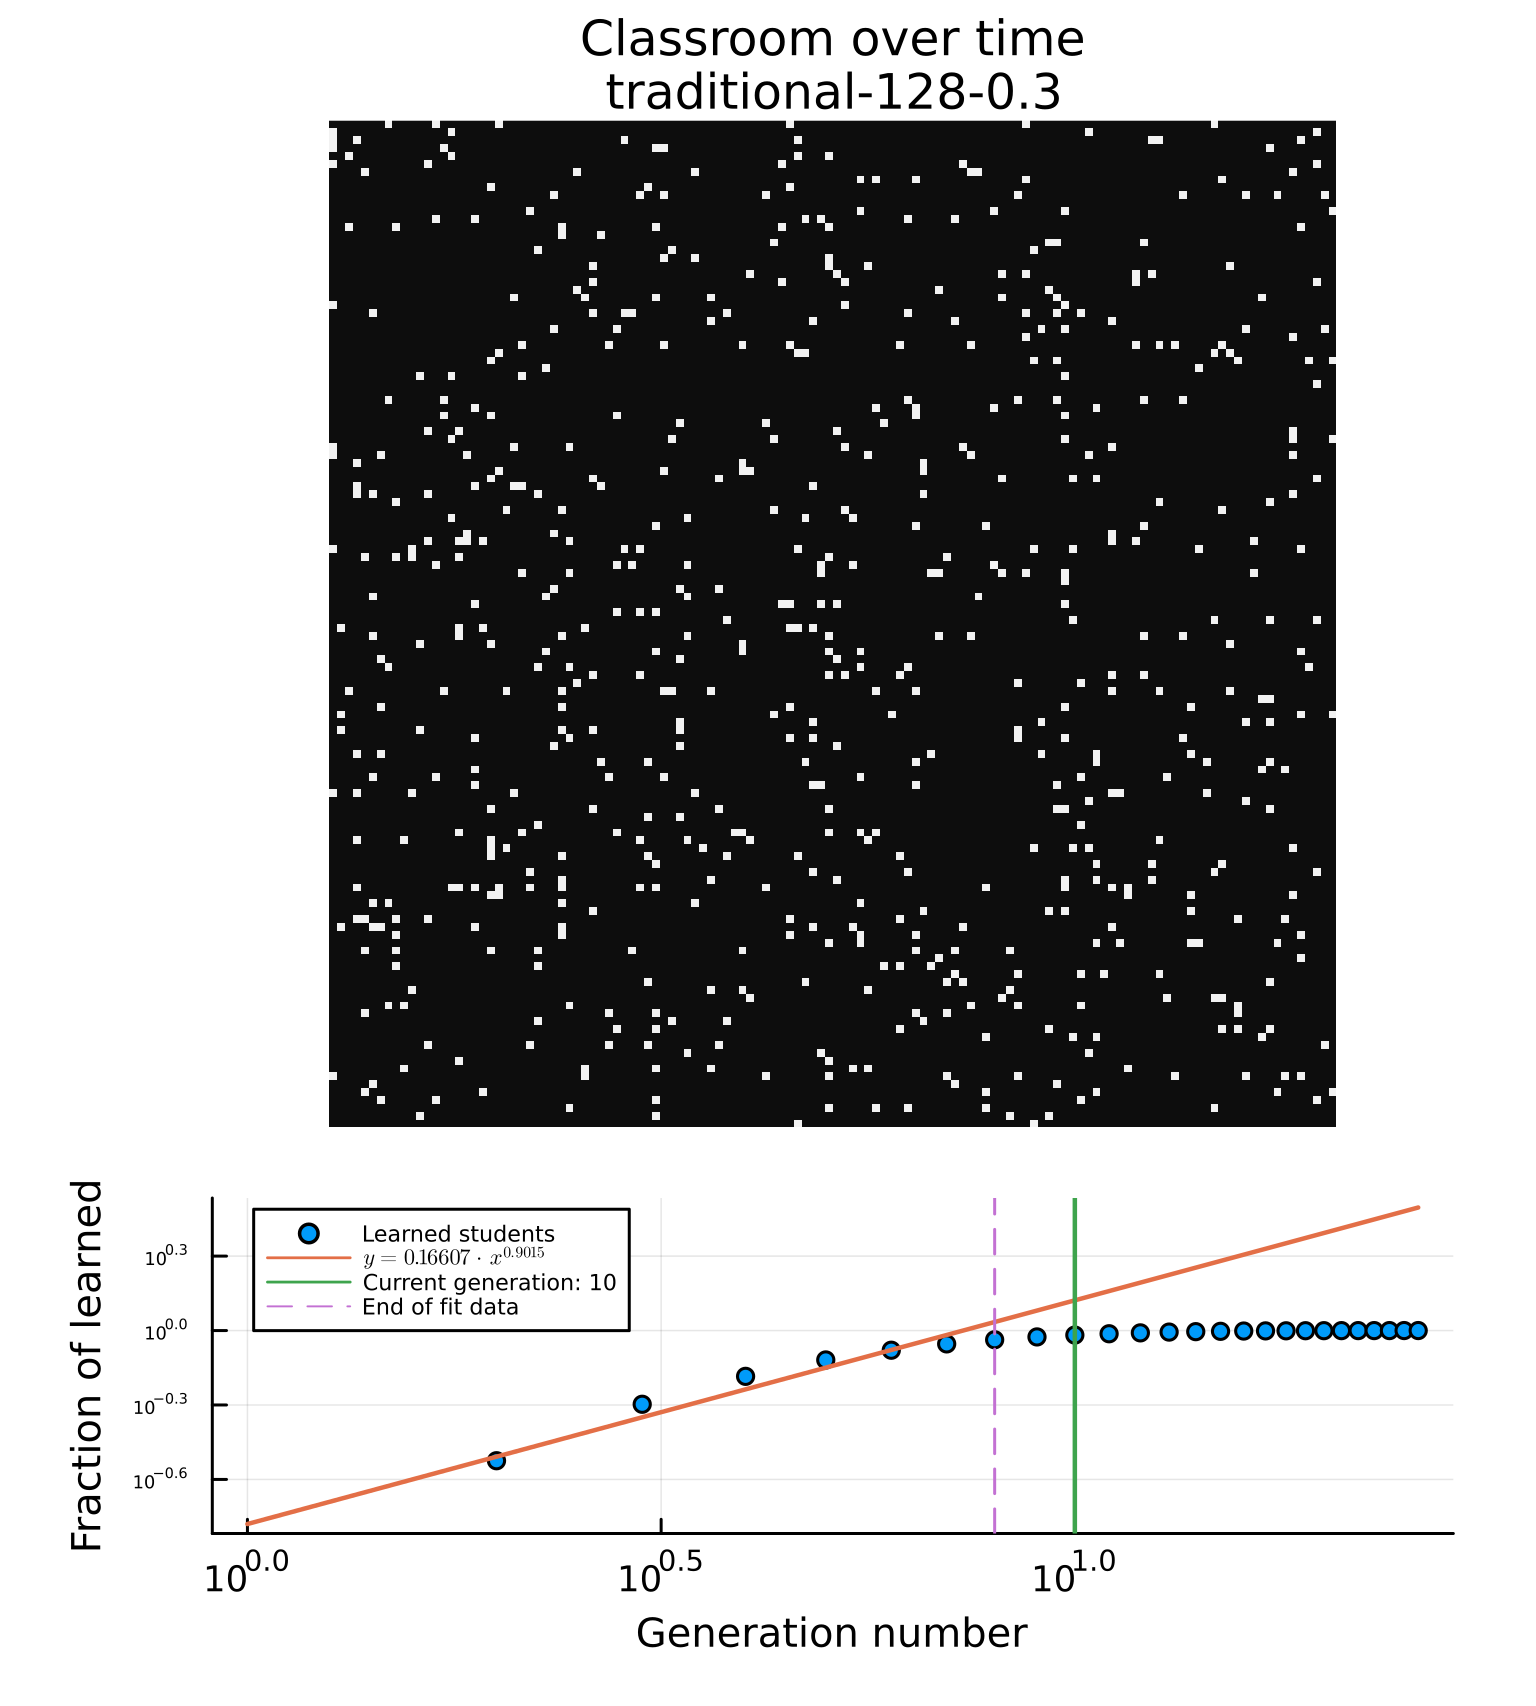 Classroom over time
traditional-128-0.3
Fraction of learned
10^0.3
10^0.0
10^−0.3
10^−0.6
Learned students
y = 0.16607 · x^0.9015
Current generation: 10
End of fit data
10^0.0 10^0.5 10^1.0
Generation number